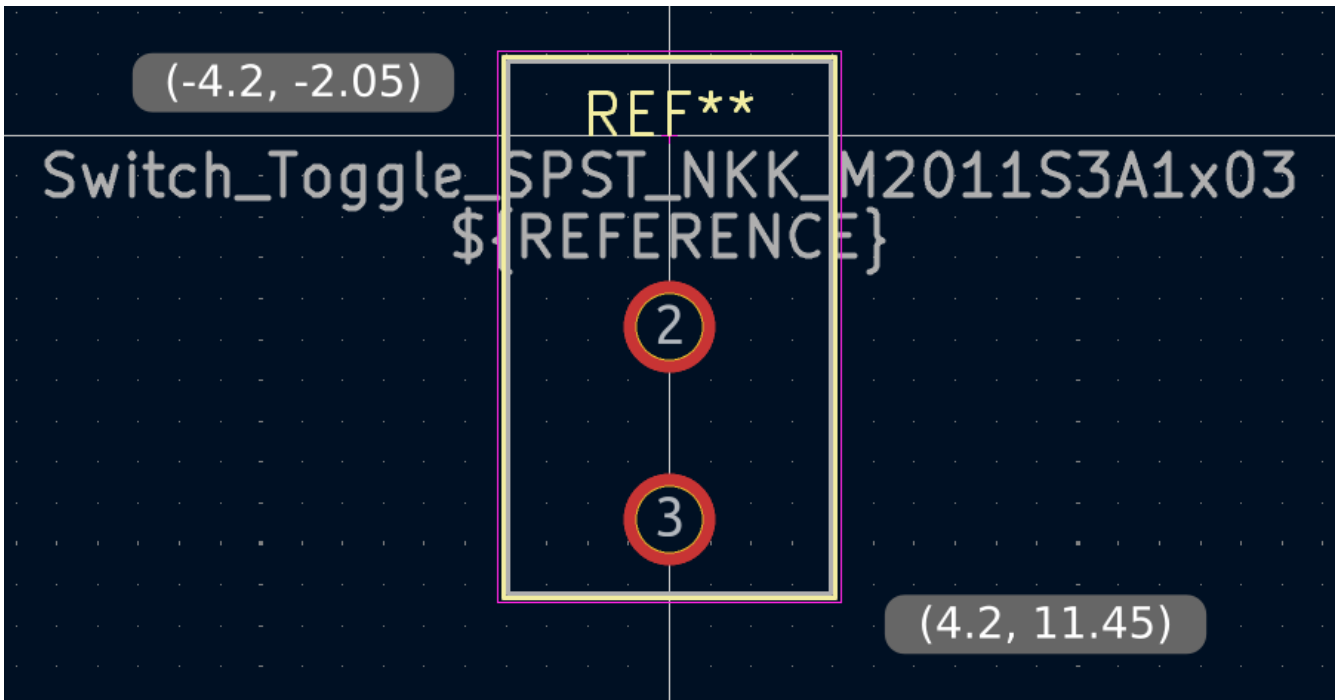 (-4.2, -2.05)
REF**
Switch_Toggle_SPST_NKK_M2011S3A1x03
${REFERENCE}
2
3
(4.2, 11.45)